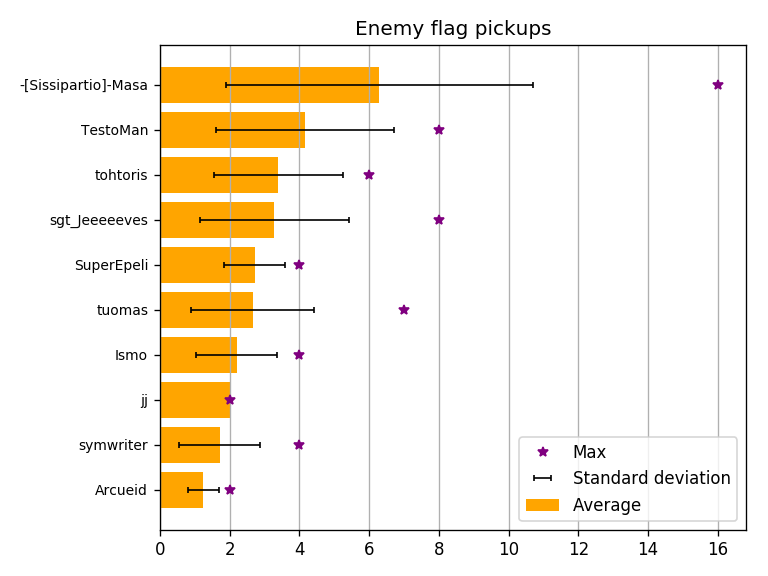 Enemy flag pickups
-[Sissipartio]-Masa
TestoMan
tohtoris
sgt_Jeeeeeves
SuperEpeli
tuomas
Ismo
jj
symwriter
Arcueid
Max
Standard deviation
Average
0 2 4 6 8 10 12 14 16